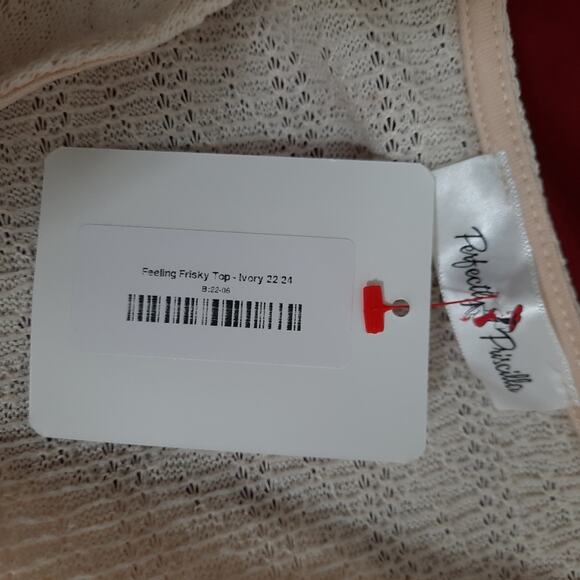 Feeling Frisky Top - Ivory 22/24
B:22-06
Perfectly
Priscilla